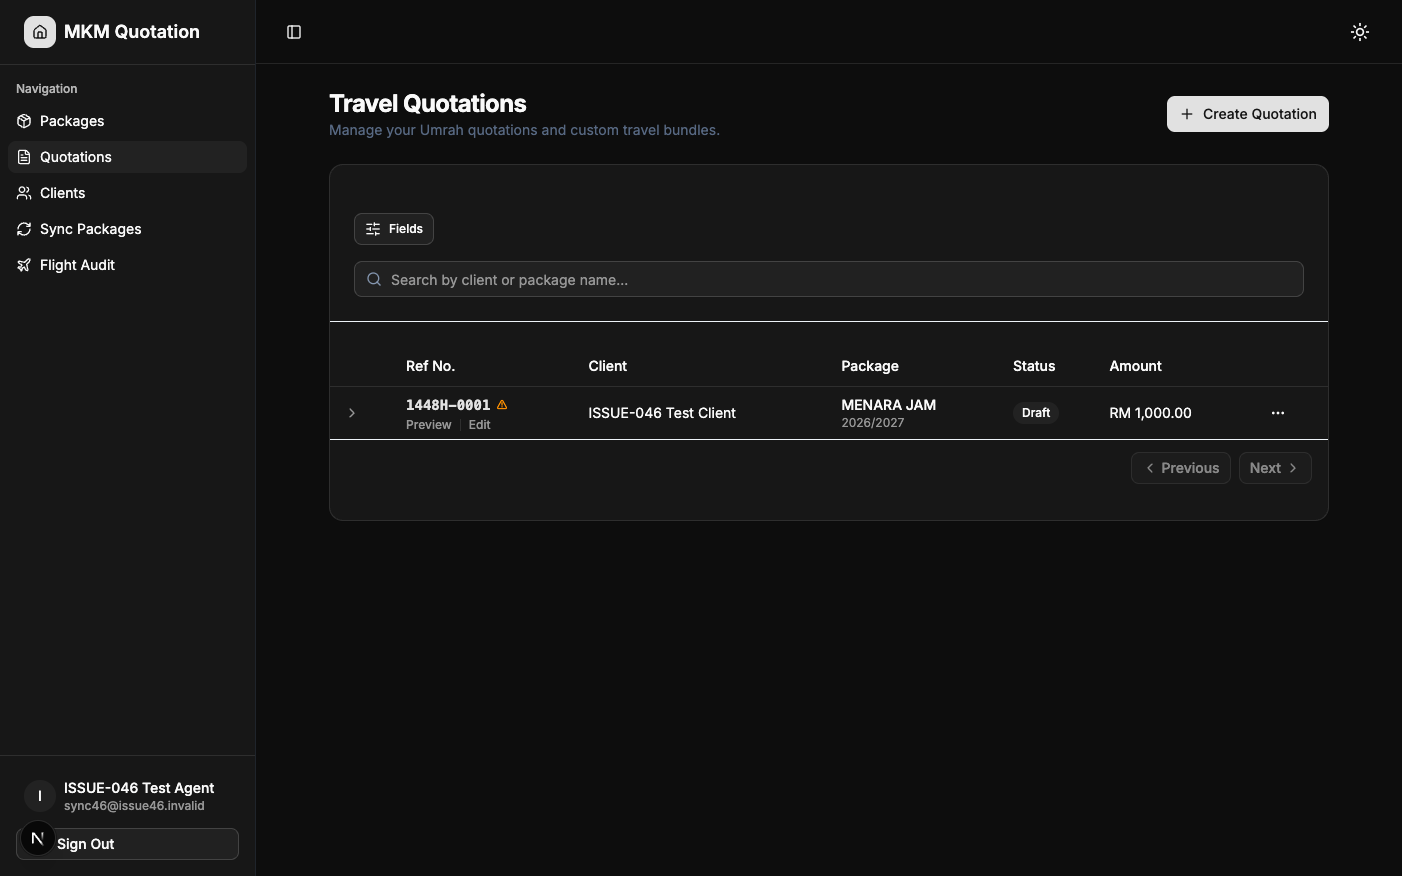 MKM Quotation
Navigation
Packages
Quotations
Clients
Sync Packages
Flight Audit
ISSUE-046 Test Agent
I
sync46@issue46.invalid
N
Sign Out
Travel Quotations
Manage your Umrah quotations and custom travel bundles.
Create Quotation
Fields
Search by client or package name...
Ref No. Client Package Status Amount
1448H-0001 ISSUE-046 Test Client MENARA JAM Draft RM 1,000.00
Preview Edit 2026/2027
Previous Next